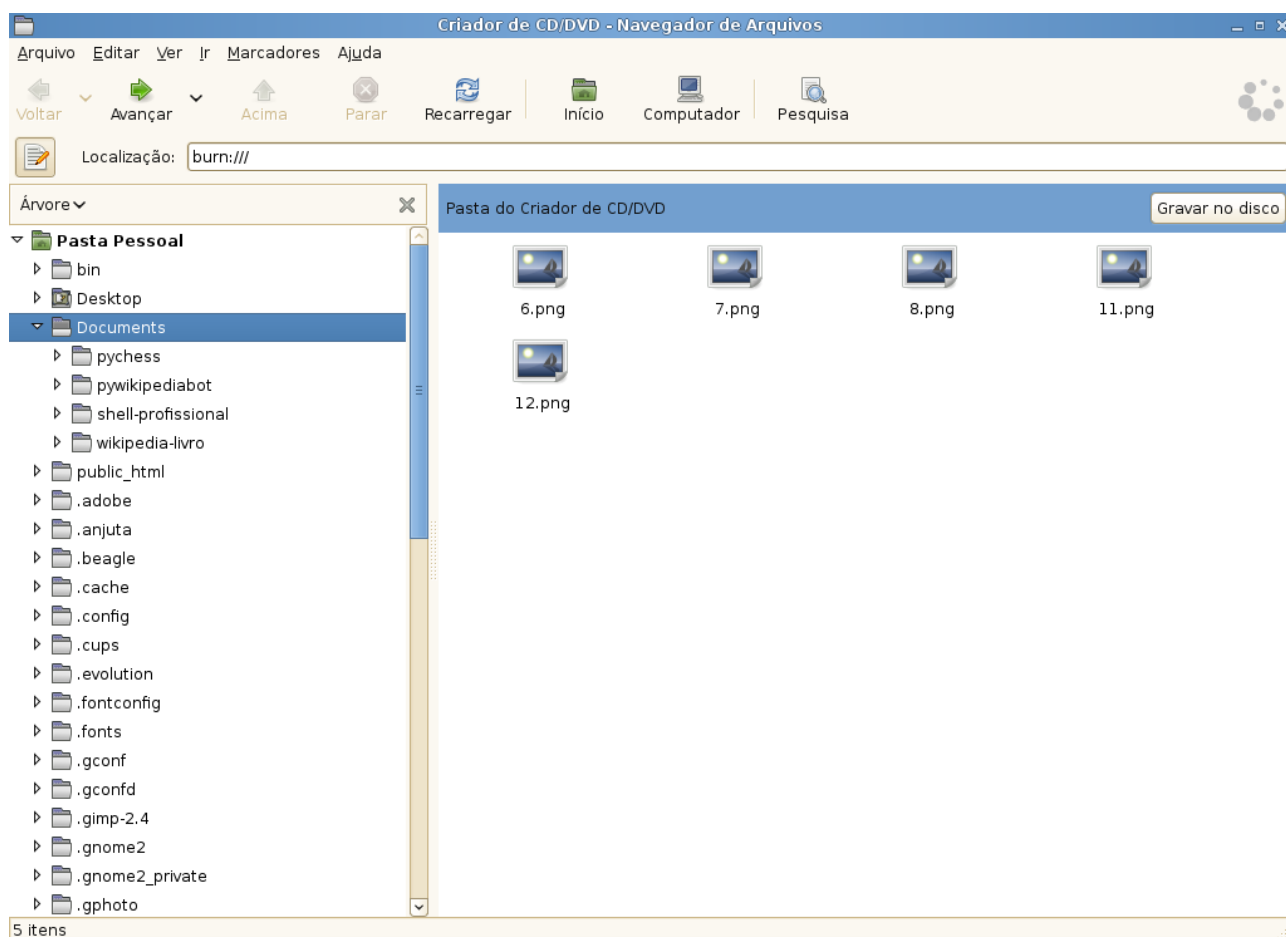 Criador de CD/DVD - Navegador de Arquivos
Arquivo Editar Ver Ir Marcadores Ajuda
Voltar Avançar Acima Parar Recarregar Início Computador Pesquisa
Localização: burn:///
Árvore
Pasta do Criador de CD/DVD Gravar no disco
Pasta Pessoal
bin
Desktop
Documents
pychess
pywikipediabot
shell-profissional
wikipedia-livro
public_html
.adobe
.anjuta
.beagle
.cache
.config
.cups
.evolution
.fontconfig
.fonts
.gconf
.gconfd
.gimp-2.4
.gnome2
.gnome2_private
.gphoto
6.png 7.png 8.png 11.png
12.png
5 itens